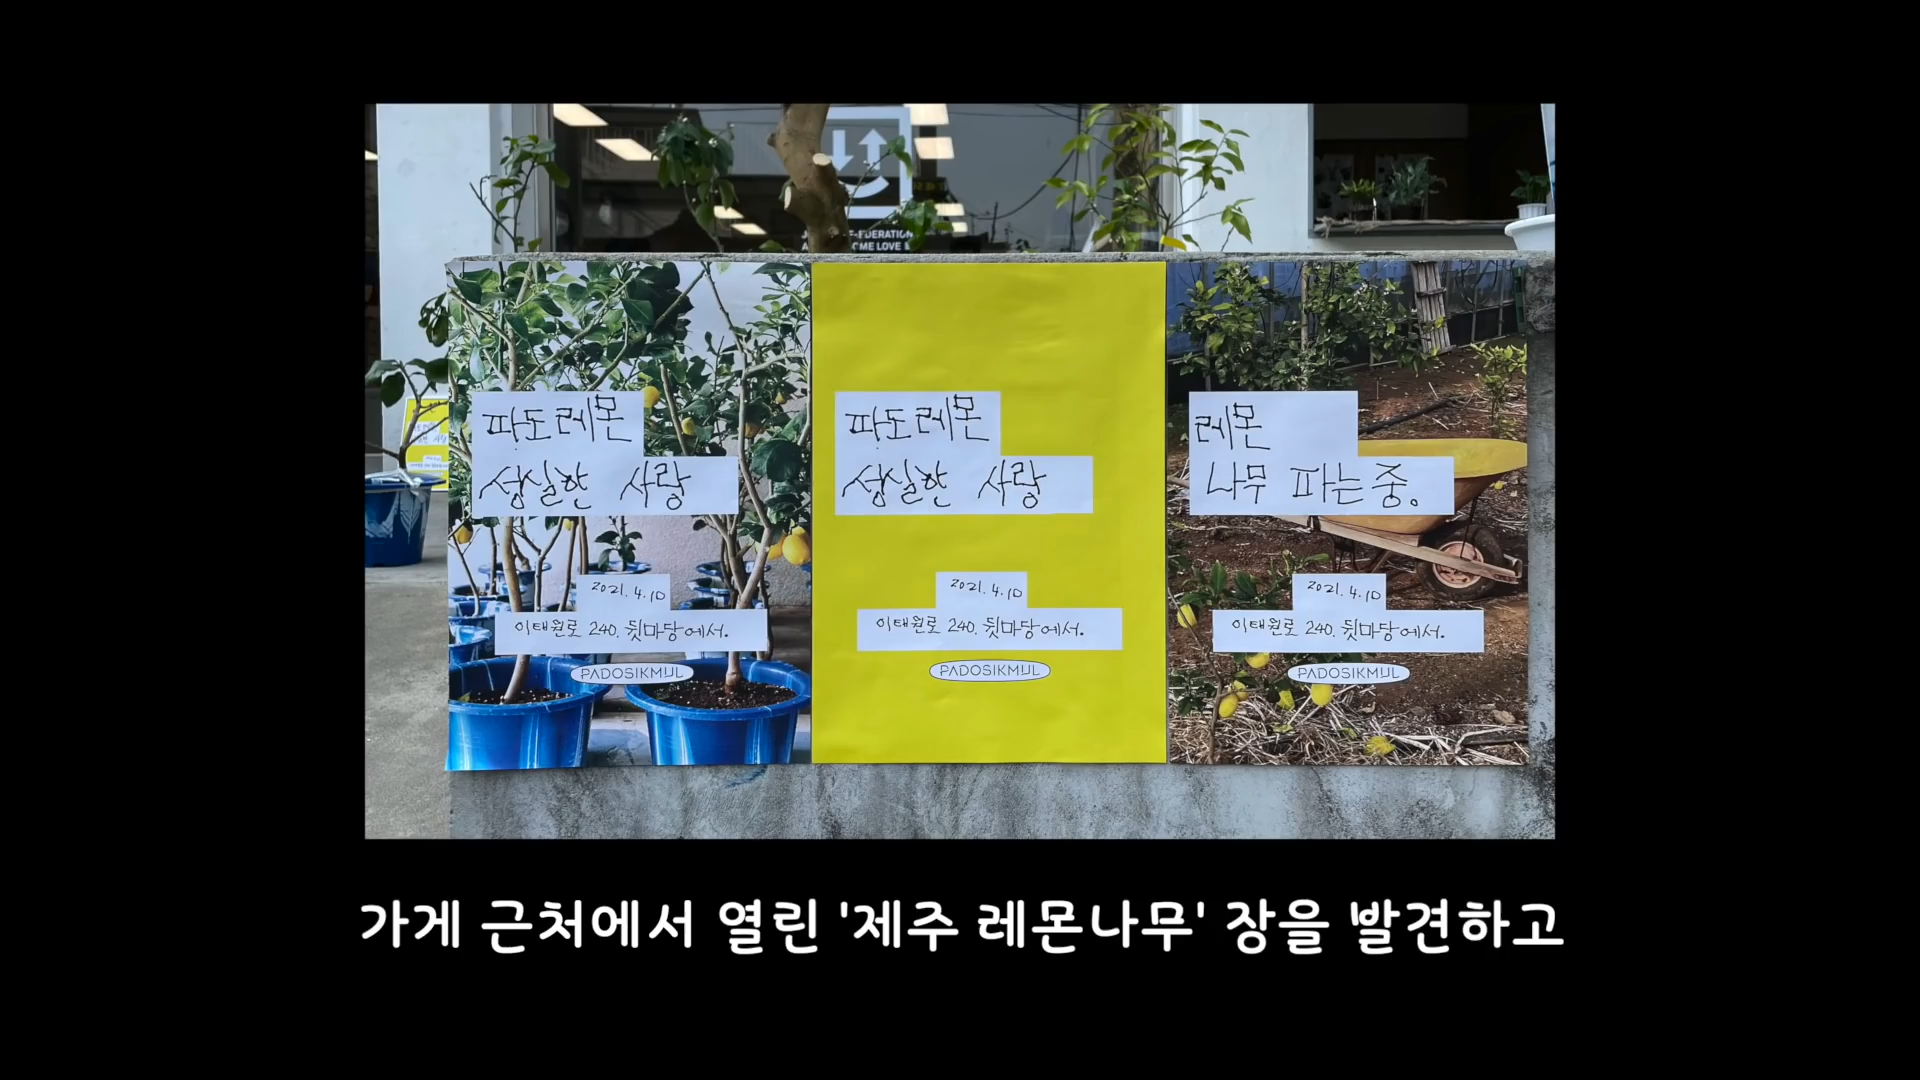 파도레몬
성실한 사랑
2021.4.10
이태원로 240. 뒷마당에서.
PADOSIKMUL
파도레몬
성실한 사랑
2021.4.10
이태원로 240. 뒷마당에서.
PADOSIKMUL
레몬
나무 파는중.
2021.4.10
이태원로 240. 뒷마당에서.
PADOSIKMUL
가게 근처에서 열린 '제주 레몬나무' 장을 발견하고